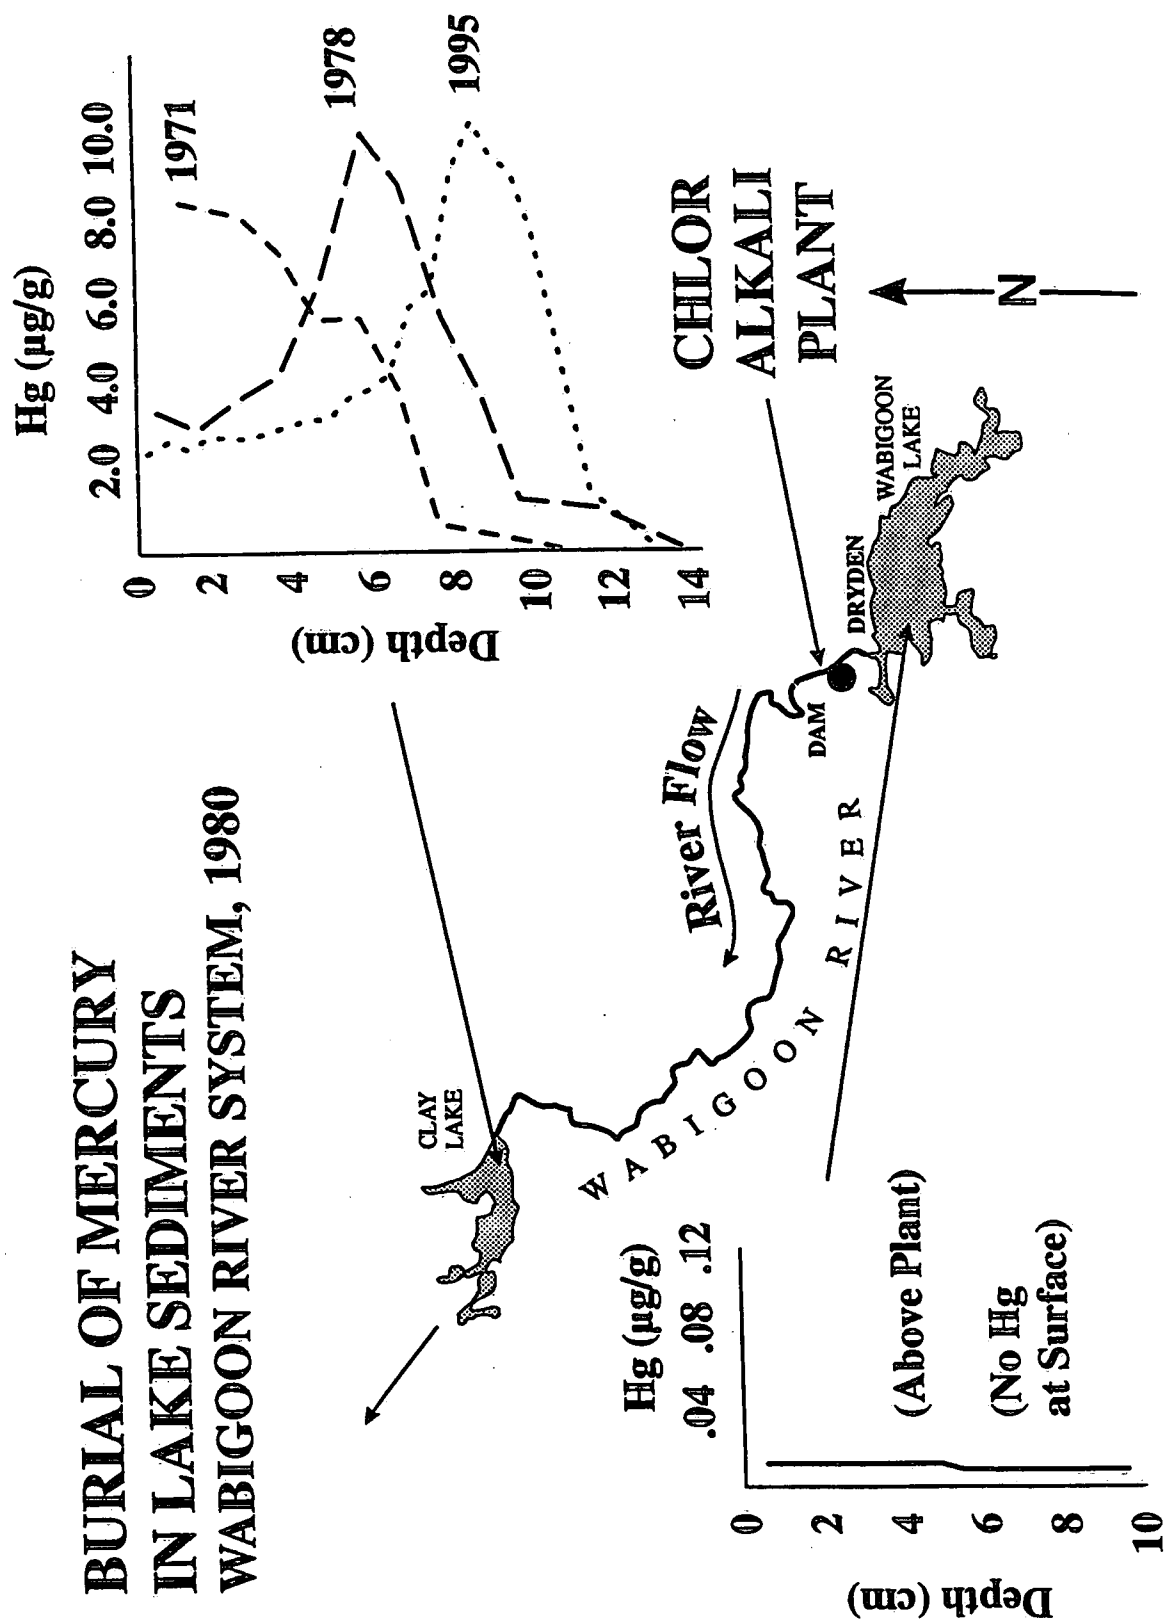 BURIAL OF MERCURY
IN LAKE SEDIMENTS
WABIGOON RIVER SYSTEM, 1980
Hg (µg/g)
2.0 4.0 6.0 8.0 10.0
0
2
4
6
8
10
12
14
Depth (cm)
1971
1978
1995
CLAY
LAKE
River Flow
CHLOR
ALKALI
PLANT
N
DAM
DRYDEN
WABIGOON
LAKE
WABIGOON RIVER
Hg (µg/g)
.04 .08 .12
0
2
4
6
8
10
Depth (cm)
(Above Plant)
(No Hg
at Surface)